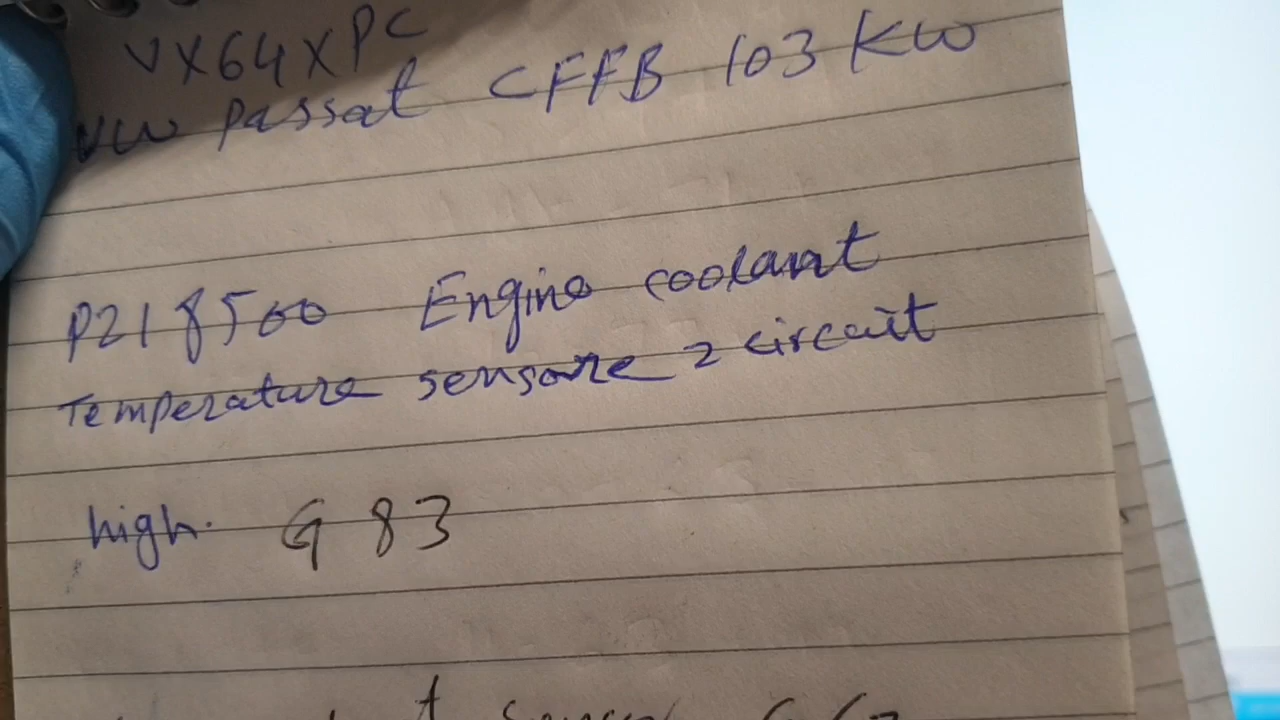 VX64XPC
VW Passat CFFB 103 KW
P218500 Engine coolant
Temperature sensore 2 circuit
high. G 83